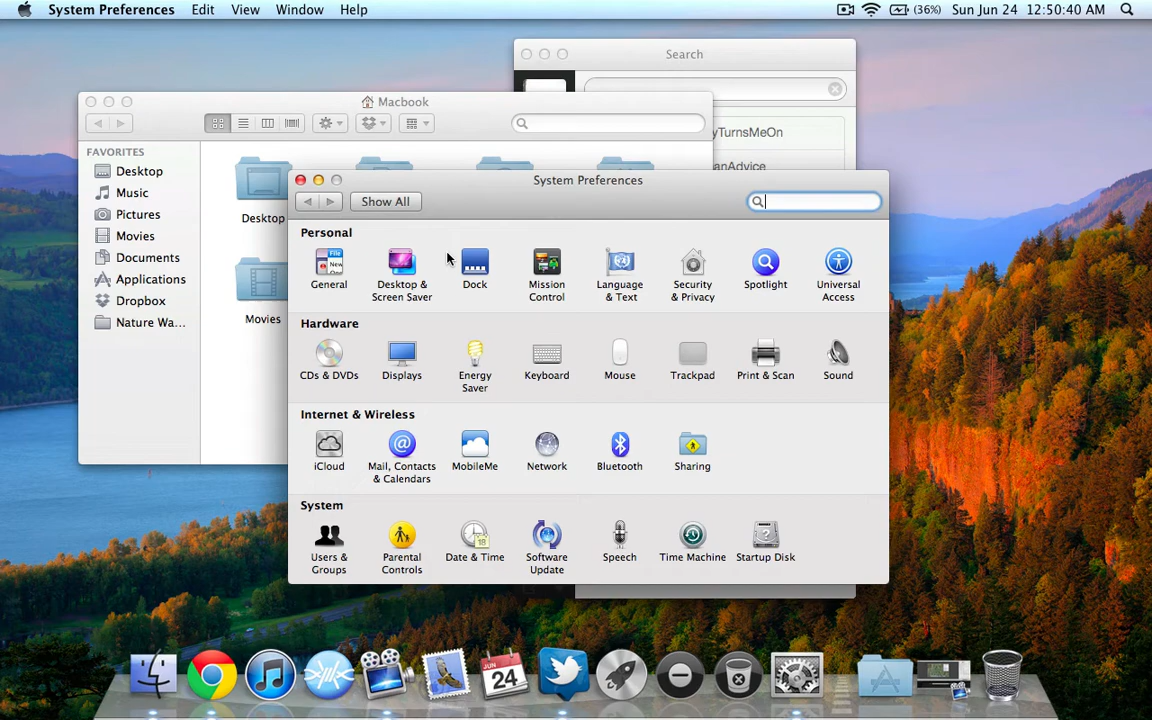 System Preferences Edit View Window Help (36%) Sun Jun 24 12:50:40 AM
Search
Macbook
yTurnsMeOn
anAdvice
FAVORITES
Desktop
Music
Pictures
Movies
Documents
Applications
Dropbox
Nature Wa...
Desktop
Movies
System Preferences
Show All
Personal
General
Desktop & Screen Saver
Dock
Mission Control
Language & Text
Security & Privacy
Spotlight
Universal Access
Hardware
CDs & DVDs
Displays
Energy Saver
Keyboard
Mouse
Trackpad
Print & Scan
Sound
Internet & Wireless
iCloud
Mail, Contacts & Calendars
MobileMe
Network
Bluetooth
Sharing
System
Users & Groups
Parental Controls
Date & Time
Software Update
Speech
Time Machine
Startup Disk
JUN
24